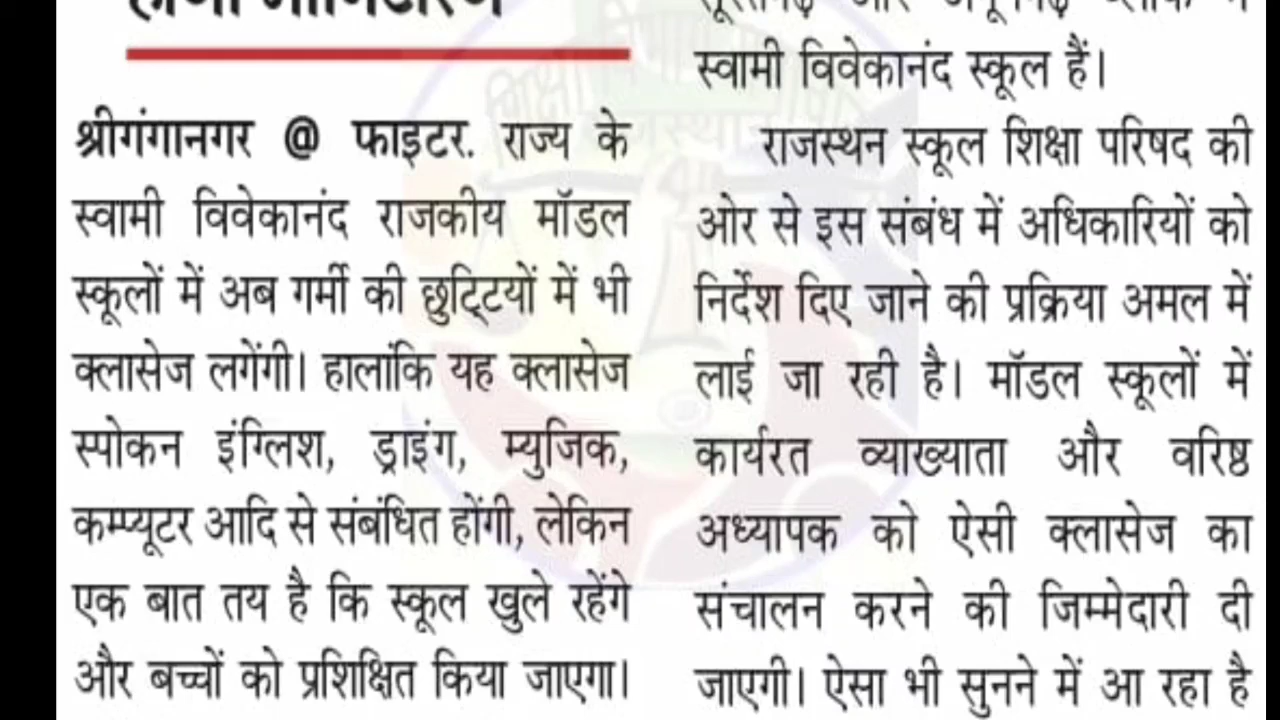 श्रीगंगानगर @ फाइटर. राज्य के
स्वामी विवेकानंद राजकीय मॉडल
स्कूलों में अब गर्मी की छुट्टियों में भी
क्लासेज लगेंगी। हालांकि यह क्लासेज
स्पोकन इंग्लिश, ड्राइंग, म्युजिक,
कम्प्यूटर आदि से संबंधित होंगी, लेकिन
एक बात तय है कि स्कूल खुले रहेंगे
और बच्चों को प्रशिक्षित किया जाएगा।
स्वामी विवेकानंद स्कूल हैं।
राजस्थन स्कूल शिक्षा परिषद की
ओर से इस संबंध में अधिकारियों को
निर्देश दिए जाने की प्रक्रिया अमल में
लाई जा रही है। मॉडल स्कूलों में
कार्यरत व्याख्याता और वरिष्ठ
अध्यापक को ऐसी क्लासेज का
संचालन करने की जिम्मेदारी दी
जाएगी। ऐसा भी सुनने में आ रहा है